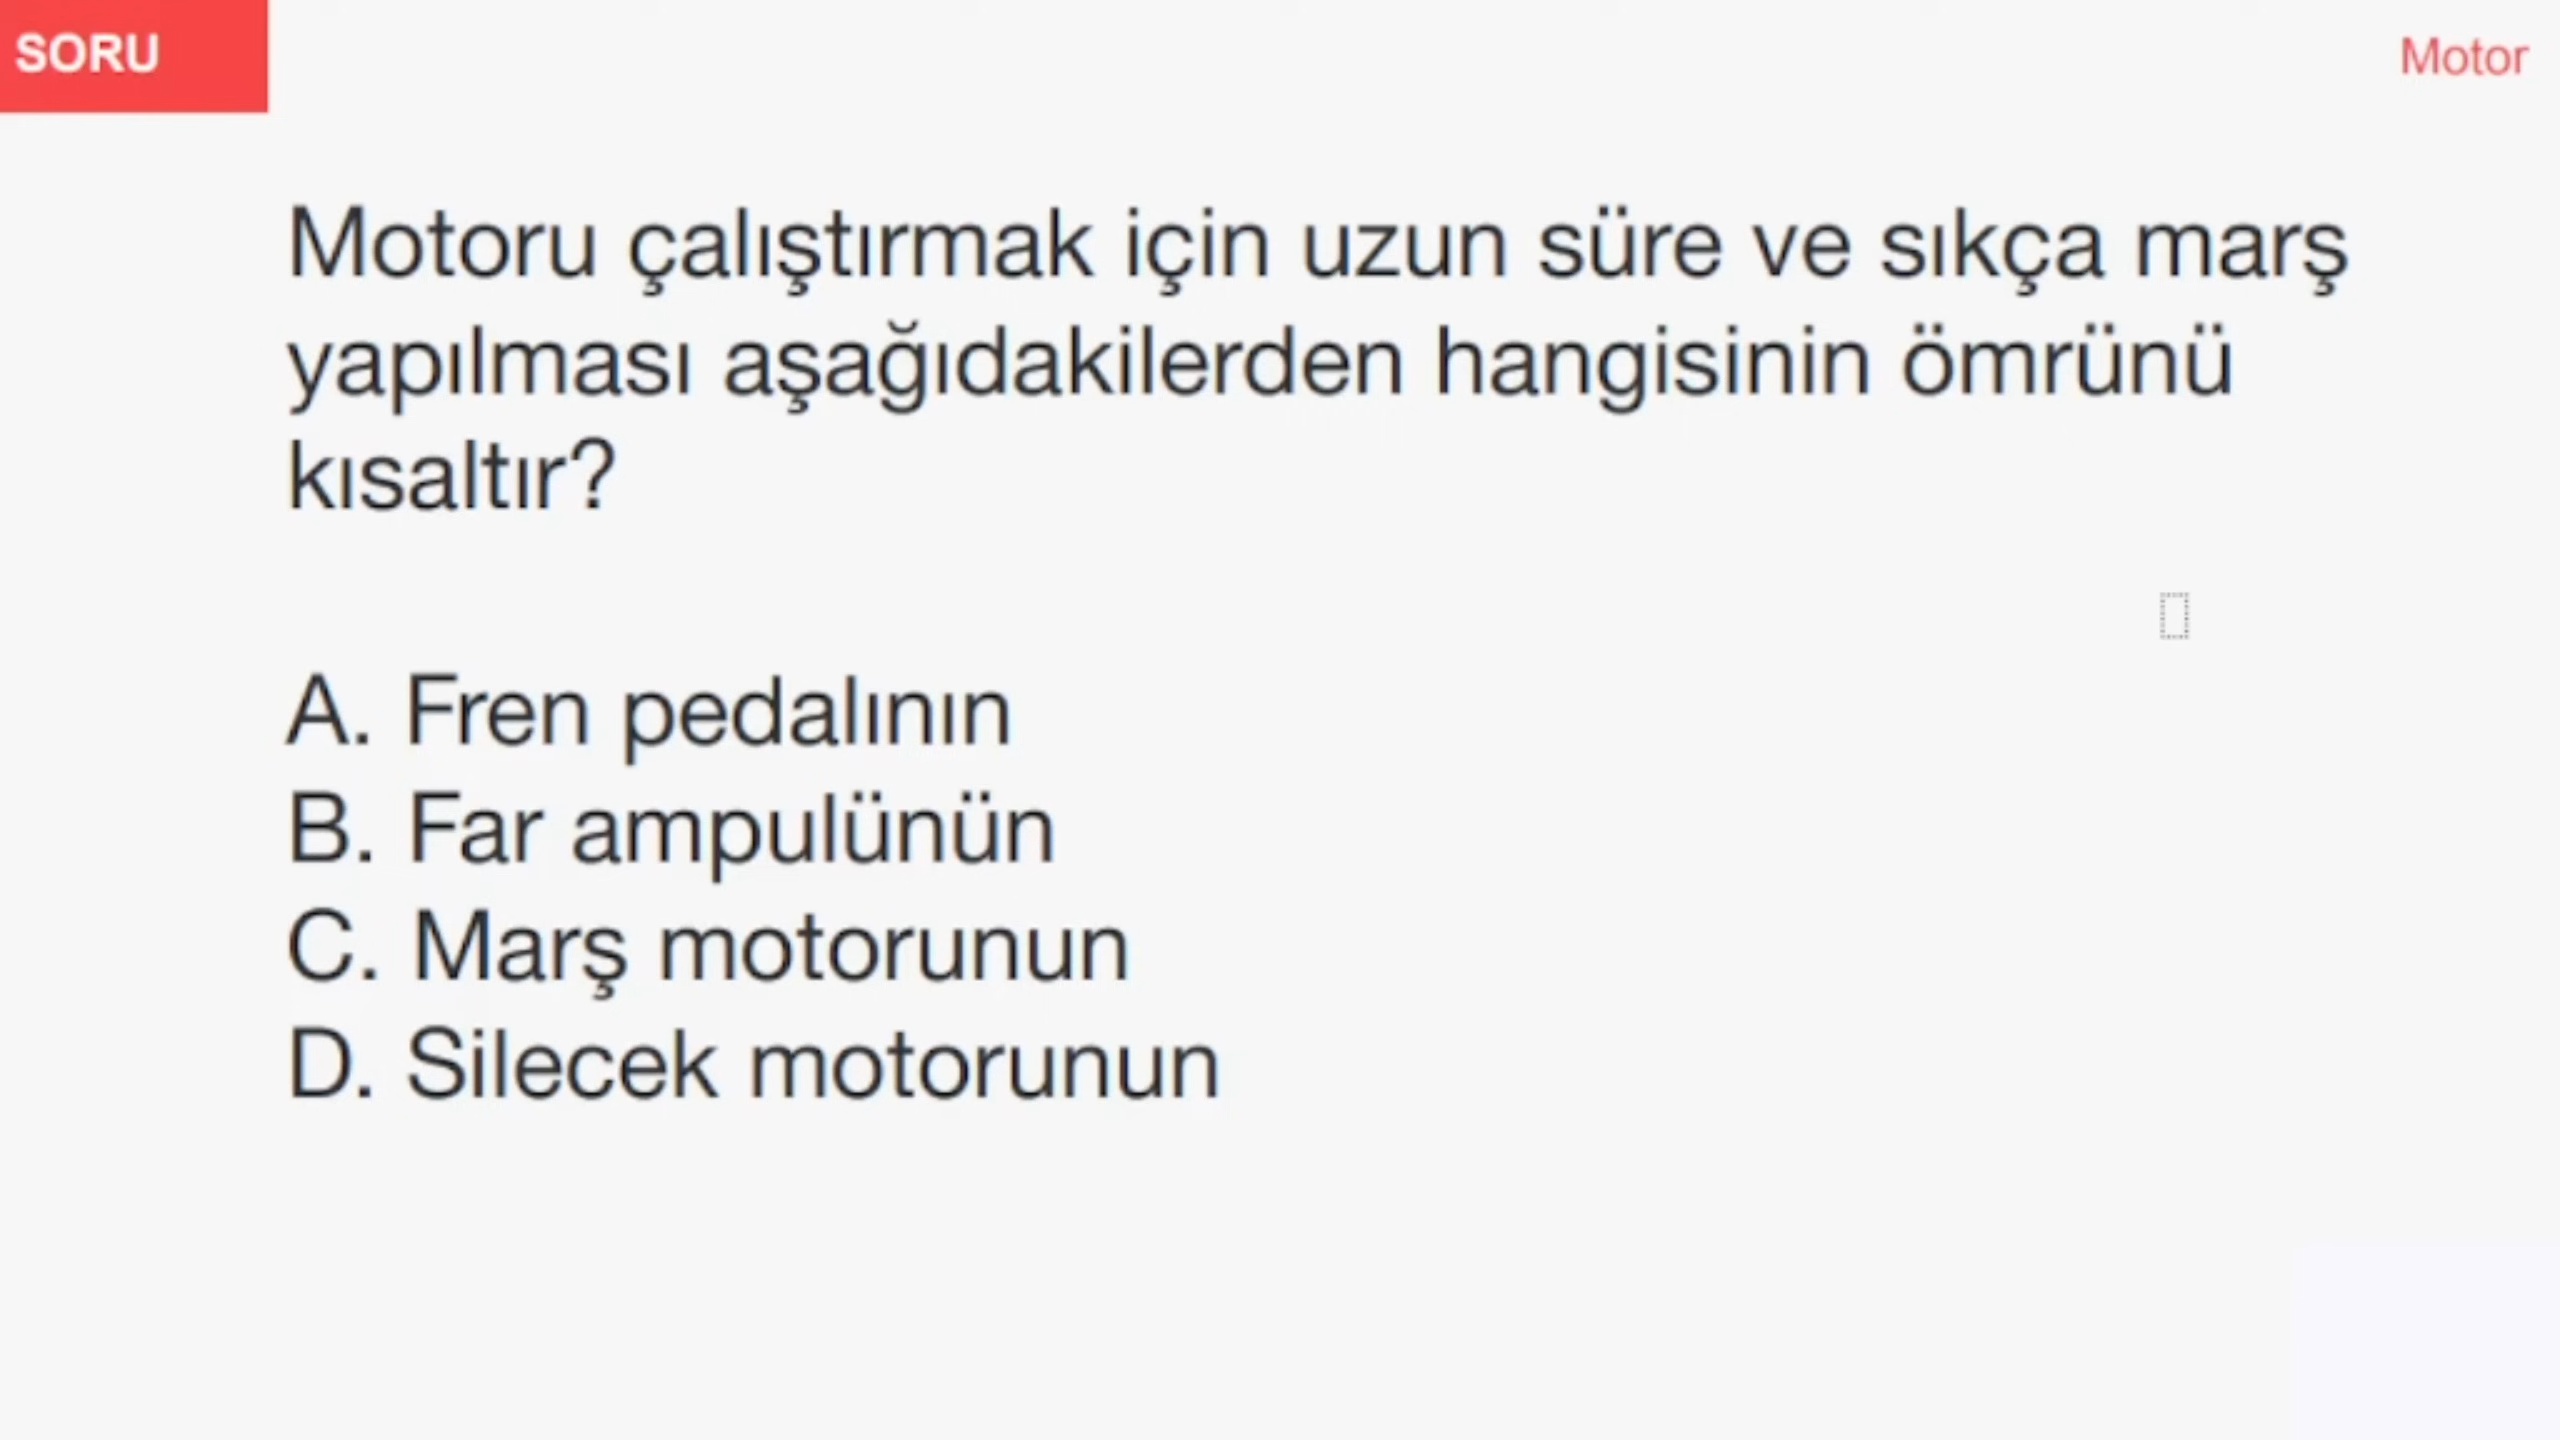 SORU
Motor
Motoru çalıştırmak için uzun süre ve sıkça marş
yapılması aşağıdakilerden hangisinin ömrünü
kısaltır?
A. Fren pedalının
B. Far ampulünün
C. Marş motorunun
D. Silecek motorunun